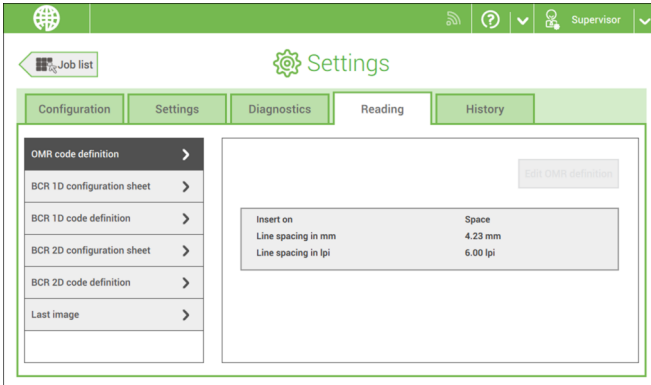 Supervisor
Job list
Settings
Configuration
Settings
Diagnostics
Reading
History
OMR code definition
BCR 1D configuration sheet
BCR 1D code definition
BCR 2D configuration sheet
BCR 2D code definition
Last image
Edit OMR definition
Insert on Space
Line spacing in mm 4.23 mm
Line spacing in lpi 6.00 lpi